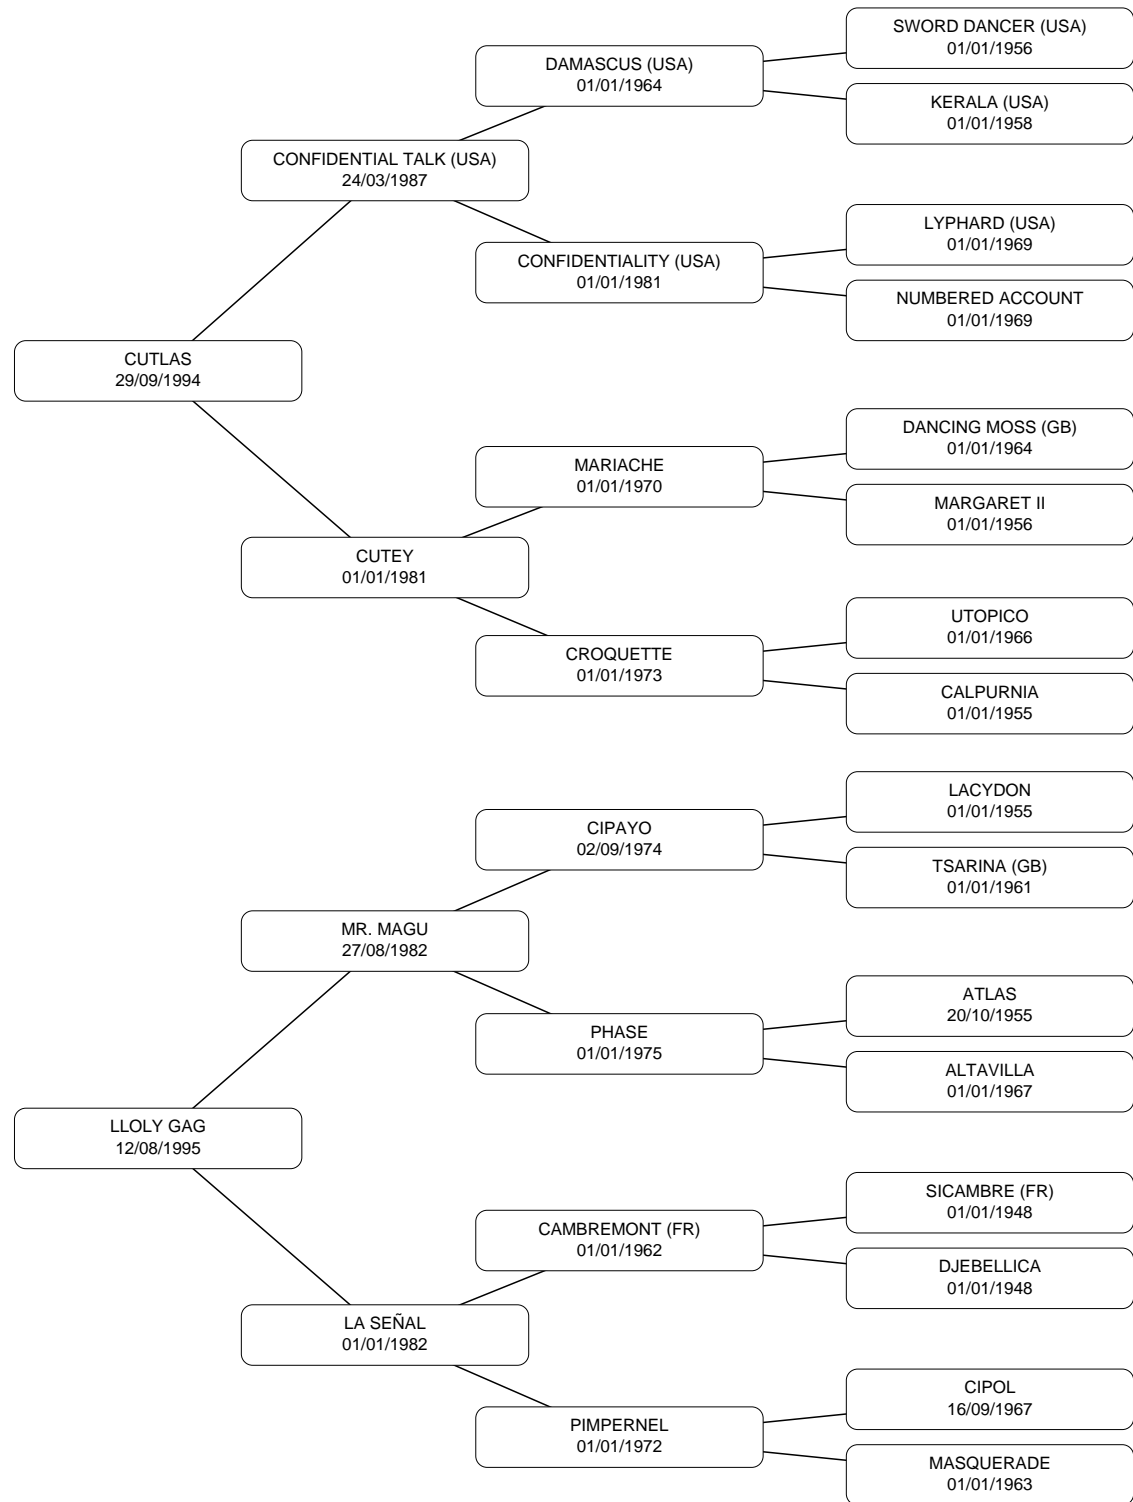 SWORD DANCER (USA)
01/01/1956
DAMASCUS (USA)
01/01/1964
KERALA (USA)
01/01/1958
CONFIDENTIAL TALK (USA)
24/03/1987
LYPHARD (USA)
01/01/1969
CONFIDENTIALITY (USA)
01/01/1981
NUMBERED ACCOUNT
01/01/1969
CUTLAS
29/09/1994
DANCING MOSS (GB)
01/01/1964
MARIACHE
01/01/1970
MARGARET II
01/01/1956
CUTEY
01/01/1981
UTOPICO
01/01/1966
CROQUETTE
01/01/1973
CALPURNIA
01/01/1955
LACYDON
01/01/1955
CIPAYO
02/09/1974
TSARINA (GB)
01/01/1961
MR. MAGU
27/08/1982
ATLAS
20/10/1955
PHASE
01/01/1975
ALTAVILLA
01/01/1967
LLOLY GAG
12/08/1995
SICAMBRE (FR)
01/01/1948
CAMBREMONT (FR)
01/01/1962
DJEBELLICA
01/01/1948
LA SEÑAL
01/01/1982
CIPOL
16/09/1967
PIMPERNEL
01/01/1972
MASQUERADE
01/01/1963